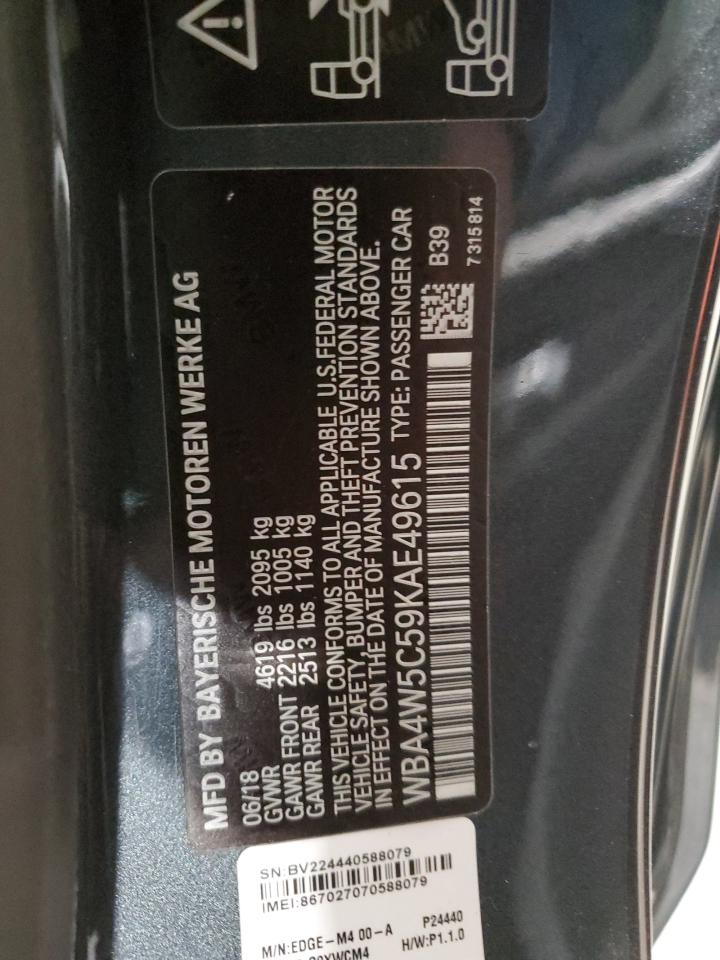 MFD BY BAYERISCHE MOTOREN WERKE AG
06/18
GVWR 4619 lbs 2095 kg
GAWR FRONT 2216 lbs 1005 kg
GAWR REAR 2513 lbs 1140 kg
THIS VEHICLE CONFORMS TO ALL APPLICABLE U.S.FEDERAL MOTOR
VEHICLE SAFETY, BUMPER AND THEFT PREVENTION STANDARDS
IN EFFECT ON THE DATE OF MANUFACTURE SHOWN ABOVE.
WBA4W5C59KAE49615 TYPE: PASSENGER CAR
B39
7 315 814
SN:BV224440588079
IMEI:867027070588079
M/N:EDGE-M4 00-A P24440
H/W:P1.1.0